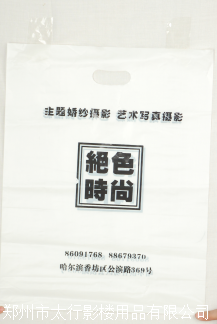 主题婚纱摄影 艺术写真摄影
絕色
時尚
86091768 88679370
哈尔滨香坊区公滨路369号
郑州市太行影楼用品有限公司